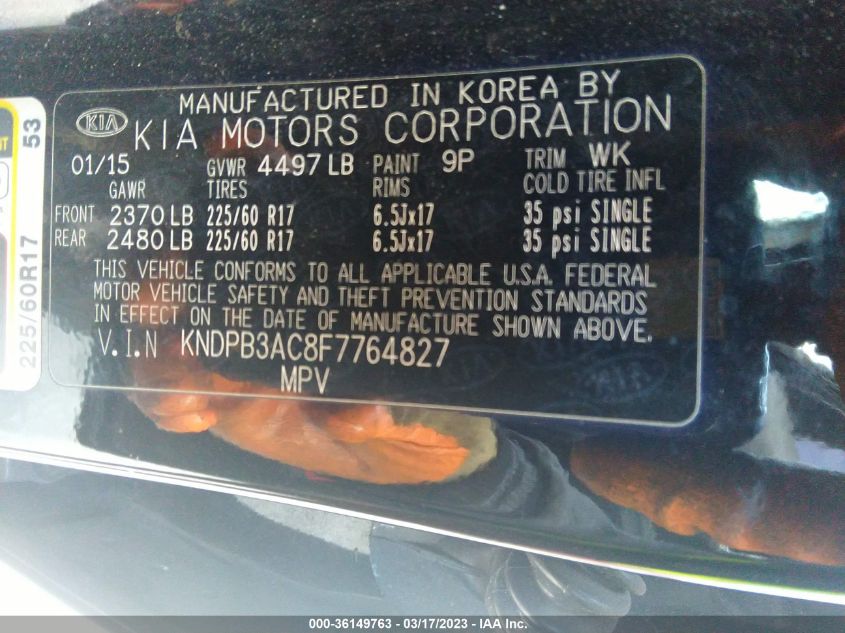 MANUFACTURED IN KOREA BY
KIA KIA MOTORS CORPORATION
01/15 GVWR 4497 LB PAINT 9P TRIM WK
GAWR TIRES RIMS COLD TIRE INFL
FRONT 2370 LB 225/60 R17 6.5Jx17 35 psi SINGLE
REAR 2480 LB 225/60 R17 6.5Jx17 35 psi SINGLE
THIS VEHICLE CONFORMS TO ALL APPLICABLE U.S.A. FEDERAL
MOTOR VEHICLE SAFETY AND THEFT PREVENTION STANDARDS
IN EFFECT ON THE DATE OF MANUFACTURE SHOWN ABOVE.
V.I.N KNDPB3AC8F7764827
MPV
225/60R17 53
000-36149763 - 03/17/2023 - IAA Inc.